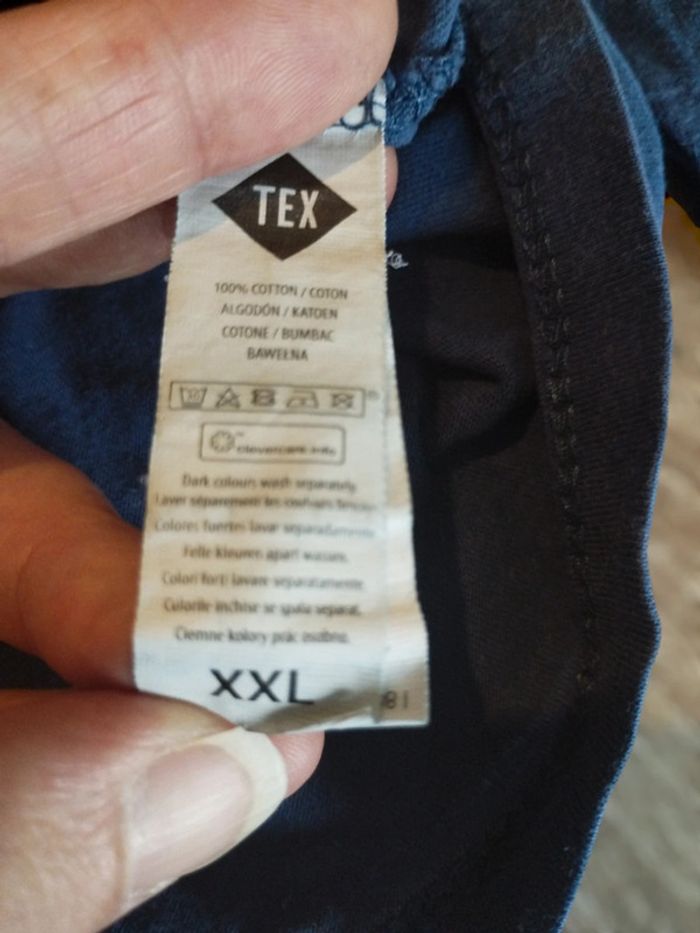 TEX
100% COTTON / COTON
ALGODÓN / KATOEN
COTONE / BUMBAC
BAWEŁNA
clevercare.info
Dark colours wash separately.
Laver séparément les couleurs foncées.
Colores fuertes lavar separadamente.
Felle kleuren apart wassen.
Colori forti lavare separatamente.
Culorile inchise se spala separat.
Ciemne kolory prać osobno.
XXL